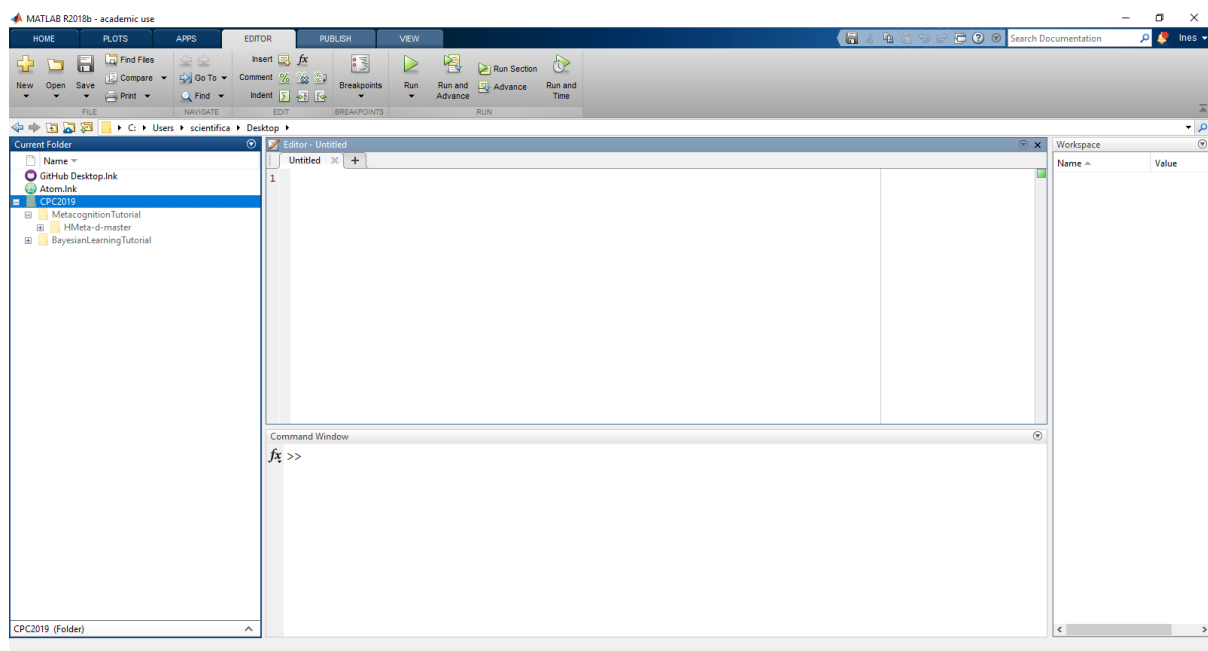 MATLAB R2018b - academic use
HOME PLOTS APPS EDITOR PUBLISH VIEW Search Documentation Ines
New Open Save Find Files Compare Print Go To Find Insert fx Comment Indent Breakpoints Run Run and Advance Run Section Advance Run and Time
FILE NAVIGATE EDIT BREAKPOINTS RUN
C: Users scientifica Desktop
Current Folder
Name
GitHub Desktop.lnk
Atom.lnk
CPC2019
MetacognitionTutorial
HMeta-d-master
BayesianLearningTutorial
CPC2019 (Folder)
Editor - Untitled
Untitled
1
Command Window
fx >>
Workspace
Name Value